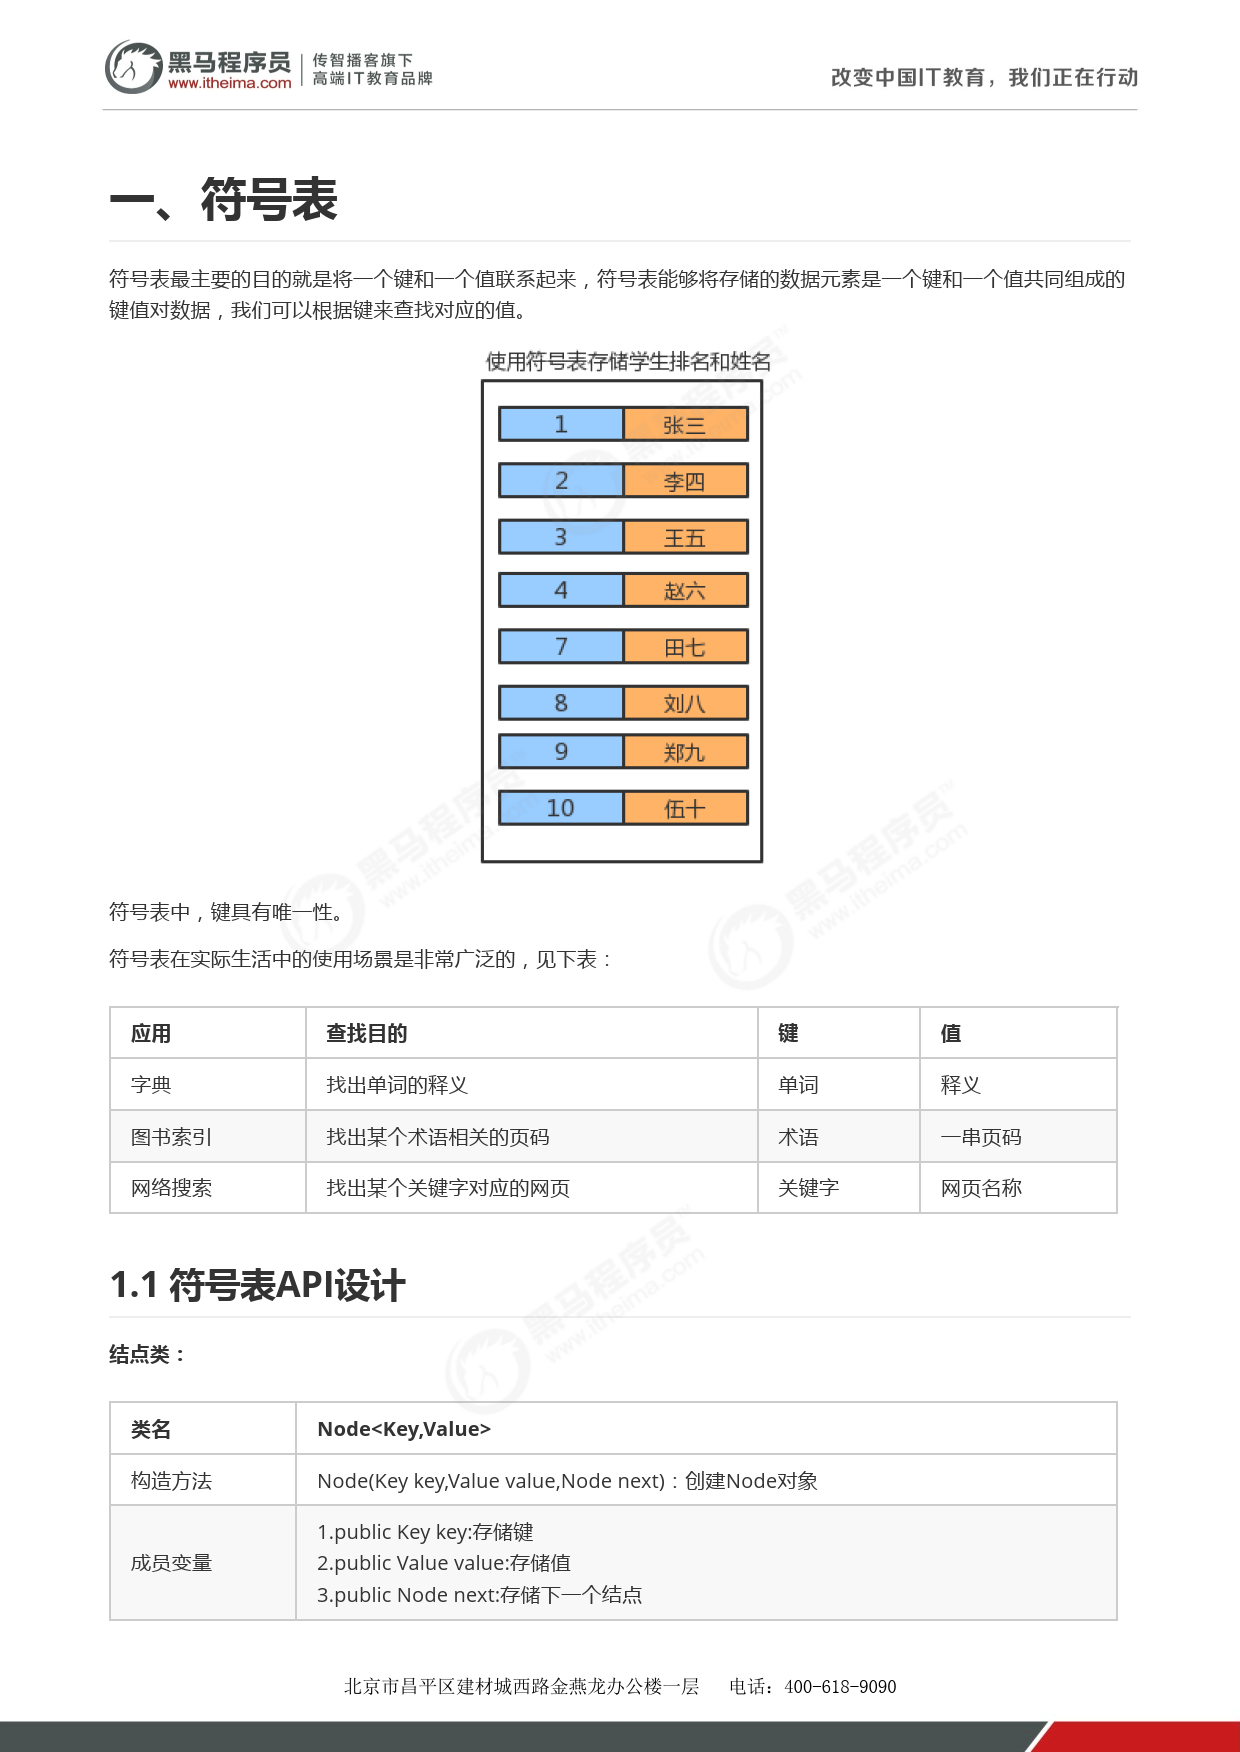 黑马程序员
www.itheima.com
传智播客旗下
高端IT教育品牌
改变中国IT教育，我们正在行动
一、符号表
符号表最主要的目的就是将一个键和一个值联系起来，符号表能够将存储的数据元素是一个键和一个值共同组成的
键值对数据，我们可以根据键来查找对应的值。
使用符号表存储学生排名和姓名
1 张三
2 李四
3 王五
4 赵六
7 田七
8 刘八
9 郑九
10 伍十
符号表中，键具有唯一性。
符号表在实际生活中的使用场景是非常广泛的，见下表：
应用 查找目的 键 值
字典 找出单词的释义 单词 释义
图书索引 找出某个术语相关的页码 术语 一串页码
网络搜索 找出某个关键字对应的网页 关键字 网页名称
1.1 符号表API设计
结点类：
类名 Node<Key,Value>
构造方法 Node(Key key,Value value,Node next)：创建Node对象
成员变量
1.public Key key:存储键
2.public Value value:存储值
3.public Node next:存储下一个结点
北京市昌平区建材城西路金燕龙办公楼一层 电话：400-618-9090